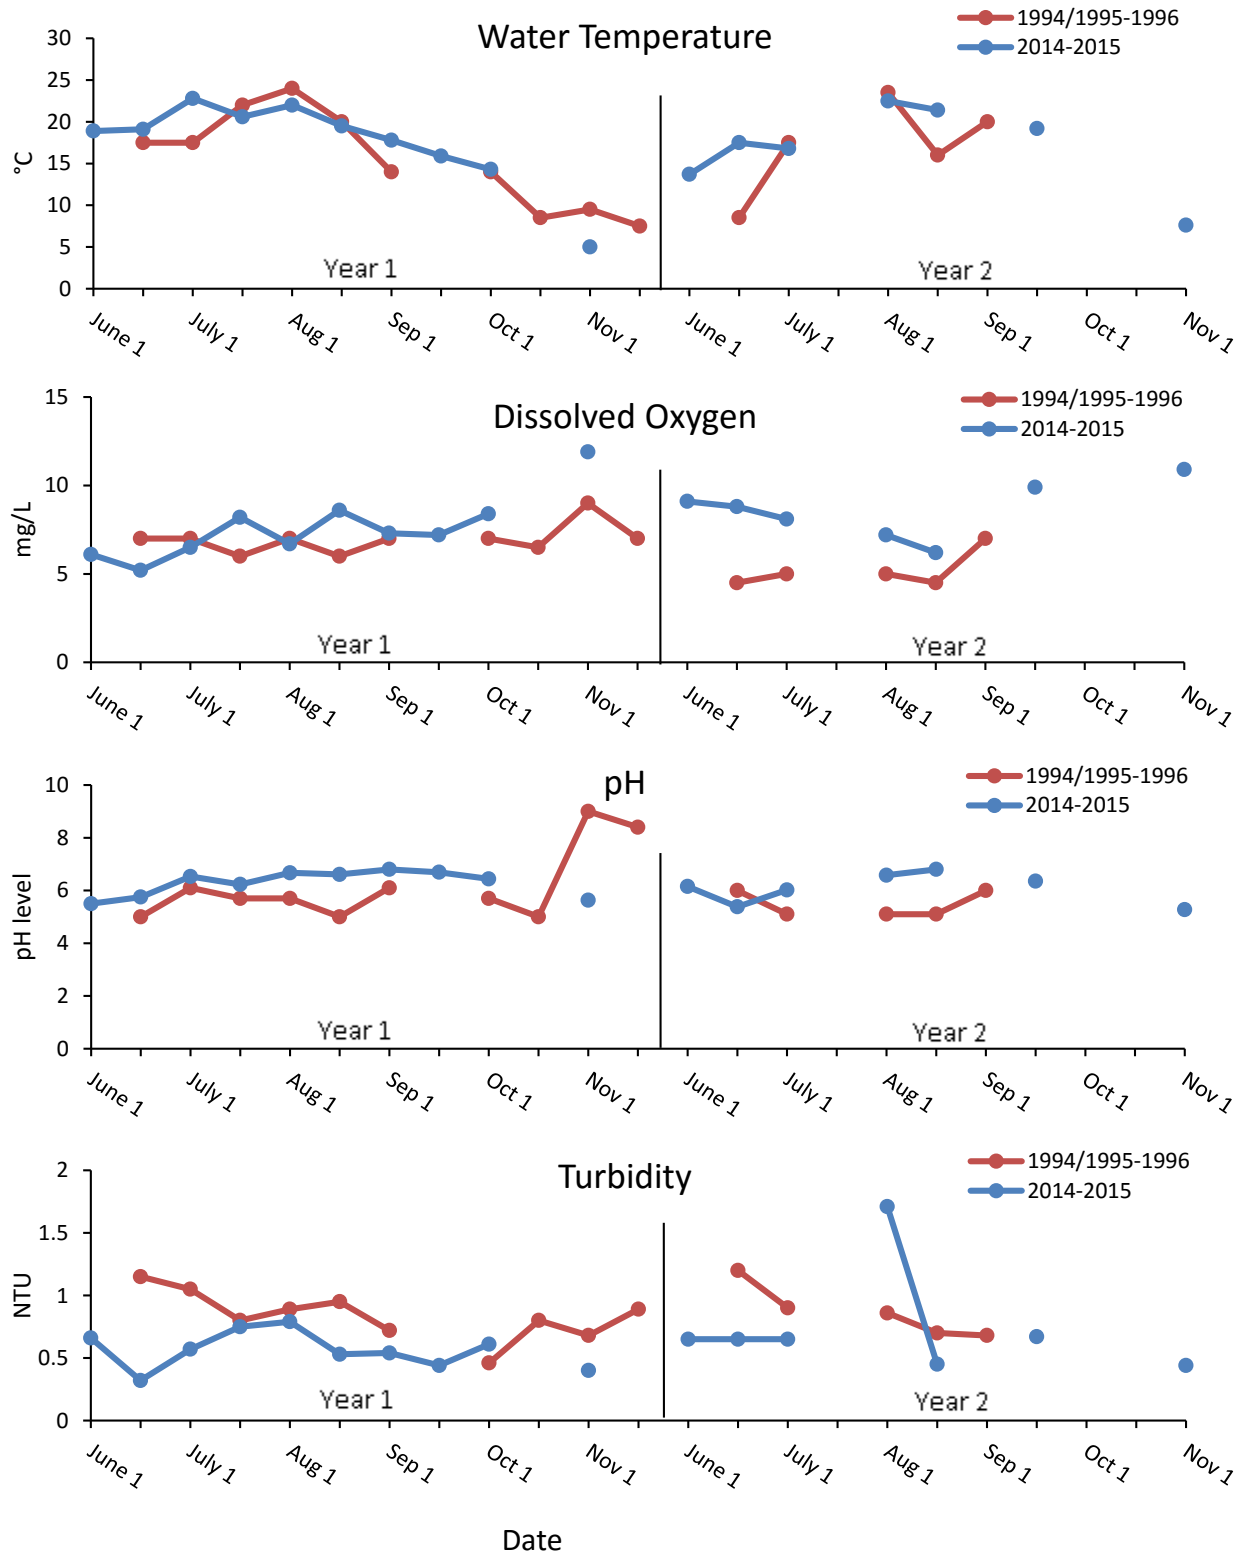 Water Temperature
1994/1995-1996
2014-2015
30
25
20
15
10
5
0
°C
Year 1
Year 2
June 1
July 1
Aug 1
Sep 1
Oct 1
Nov 1
June 1
July 1
Aug 1
Sep 1
Oct 1
Nov 1
Dissolved Oxygen
1994/1995-1996
2014-2015
15
10
5
0
mg/L
Year 1
Year 2
June 1
July 1
Aug 1
Sep 1
Oct 1
Nov 1
June 1
July 1
Aug 1
Sep 1
Oct 1
Nov 1
pH
1994/1995-1996
2014-2015
10
8
6
4
2
0
pH level
Year 1
Year 2
June 1
July 1
Aug 1
Sep 1
Oct 1
Nov 1
June 1
July 1
Aug 1
Sep 1
Oct 1
Nov 1
Turbidity
1994/1995-1996
2014-2015
2
1.5
1
0.5
0
NTU
Year 1
Year 2
June 1
July 1
Aug 1
Sep 1
Oct 1
Nov 1
June 1
July 1
Aug 1
Sep 1
Oct 1
Nov 1
Date